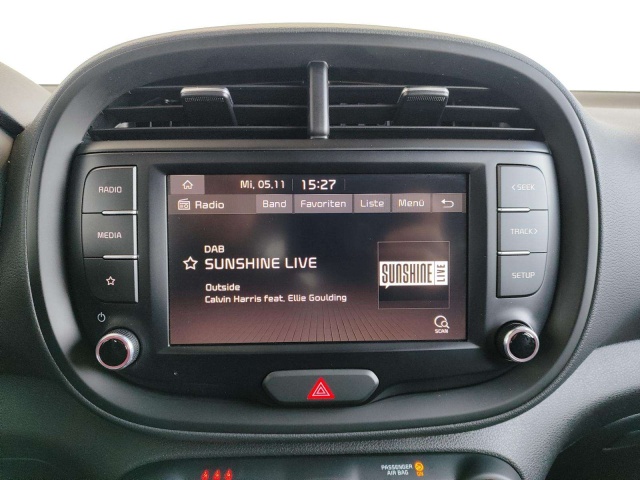 Mi, 05.11 15:27
RADIO
Radio Band Favoriten Liste Menü
< SEEK
MEDIA
TRACK >
DAB
SUNSHINE LIVE
SUNSHINE LIVE
SETUP
Outside
Calvin Harris feat. Ellie Goulding
SCAN
PASSENGER
AIR BAG